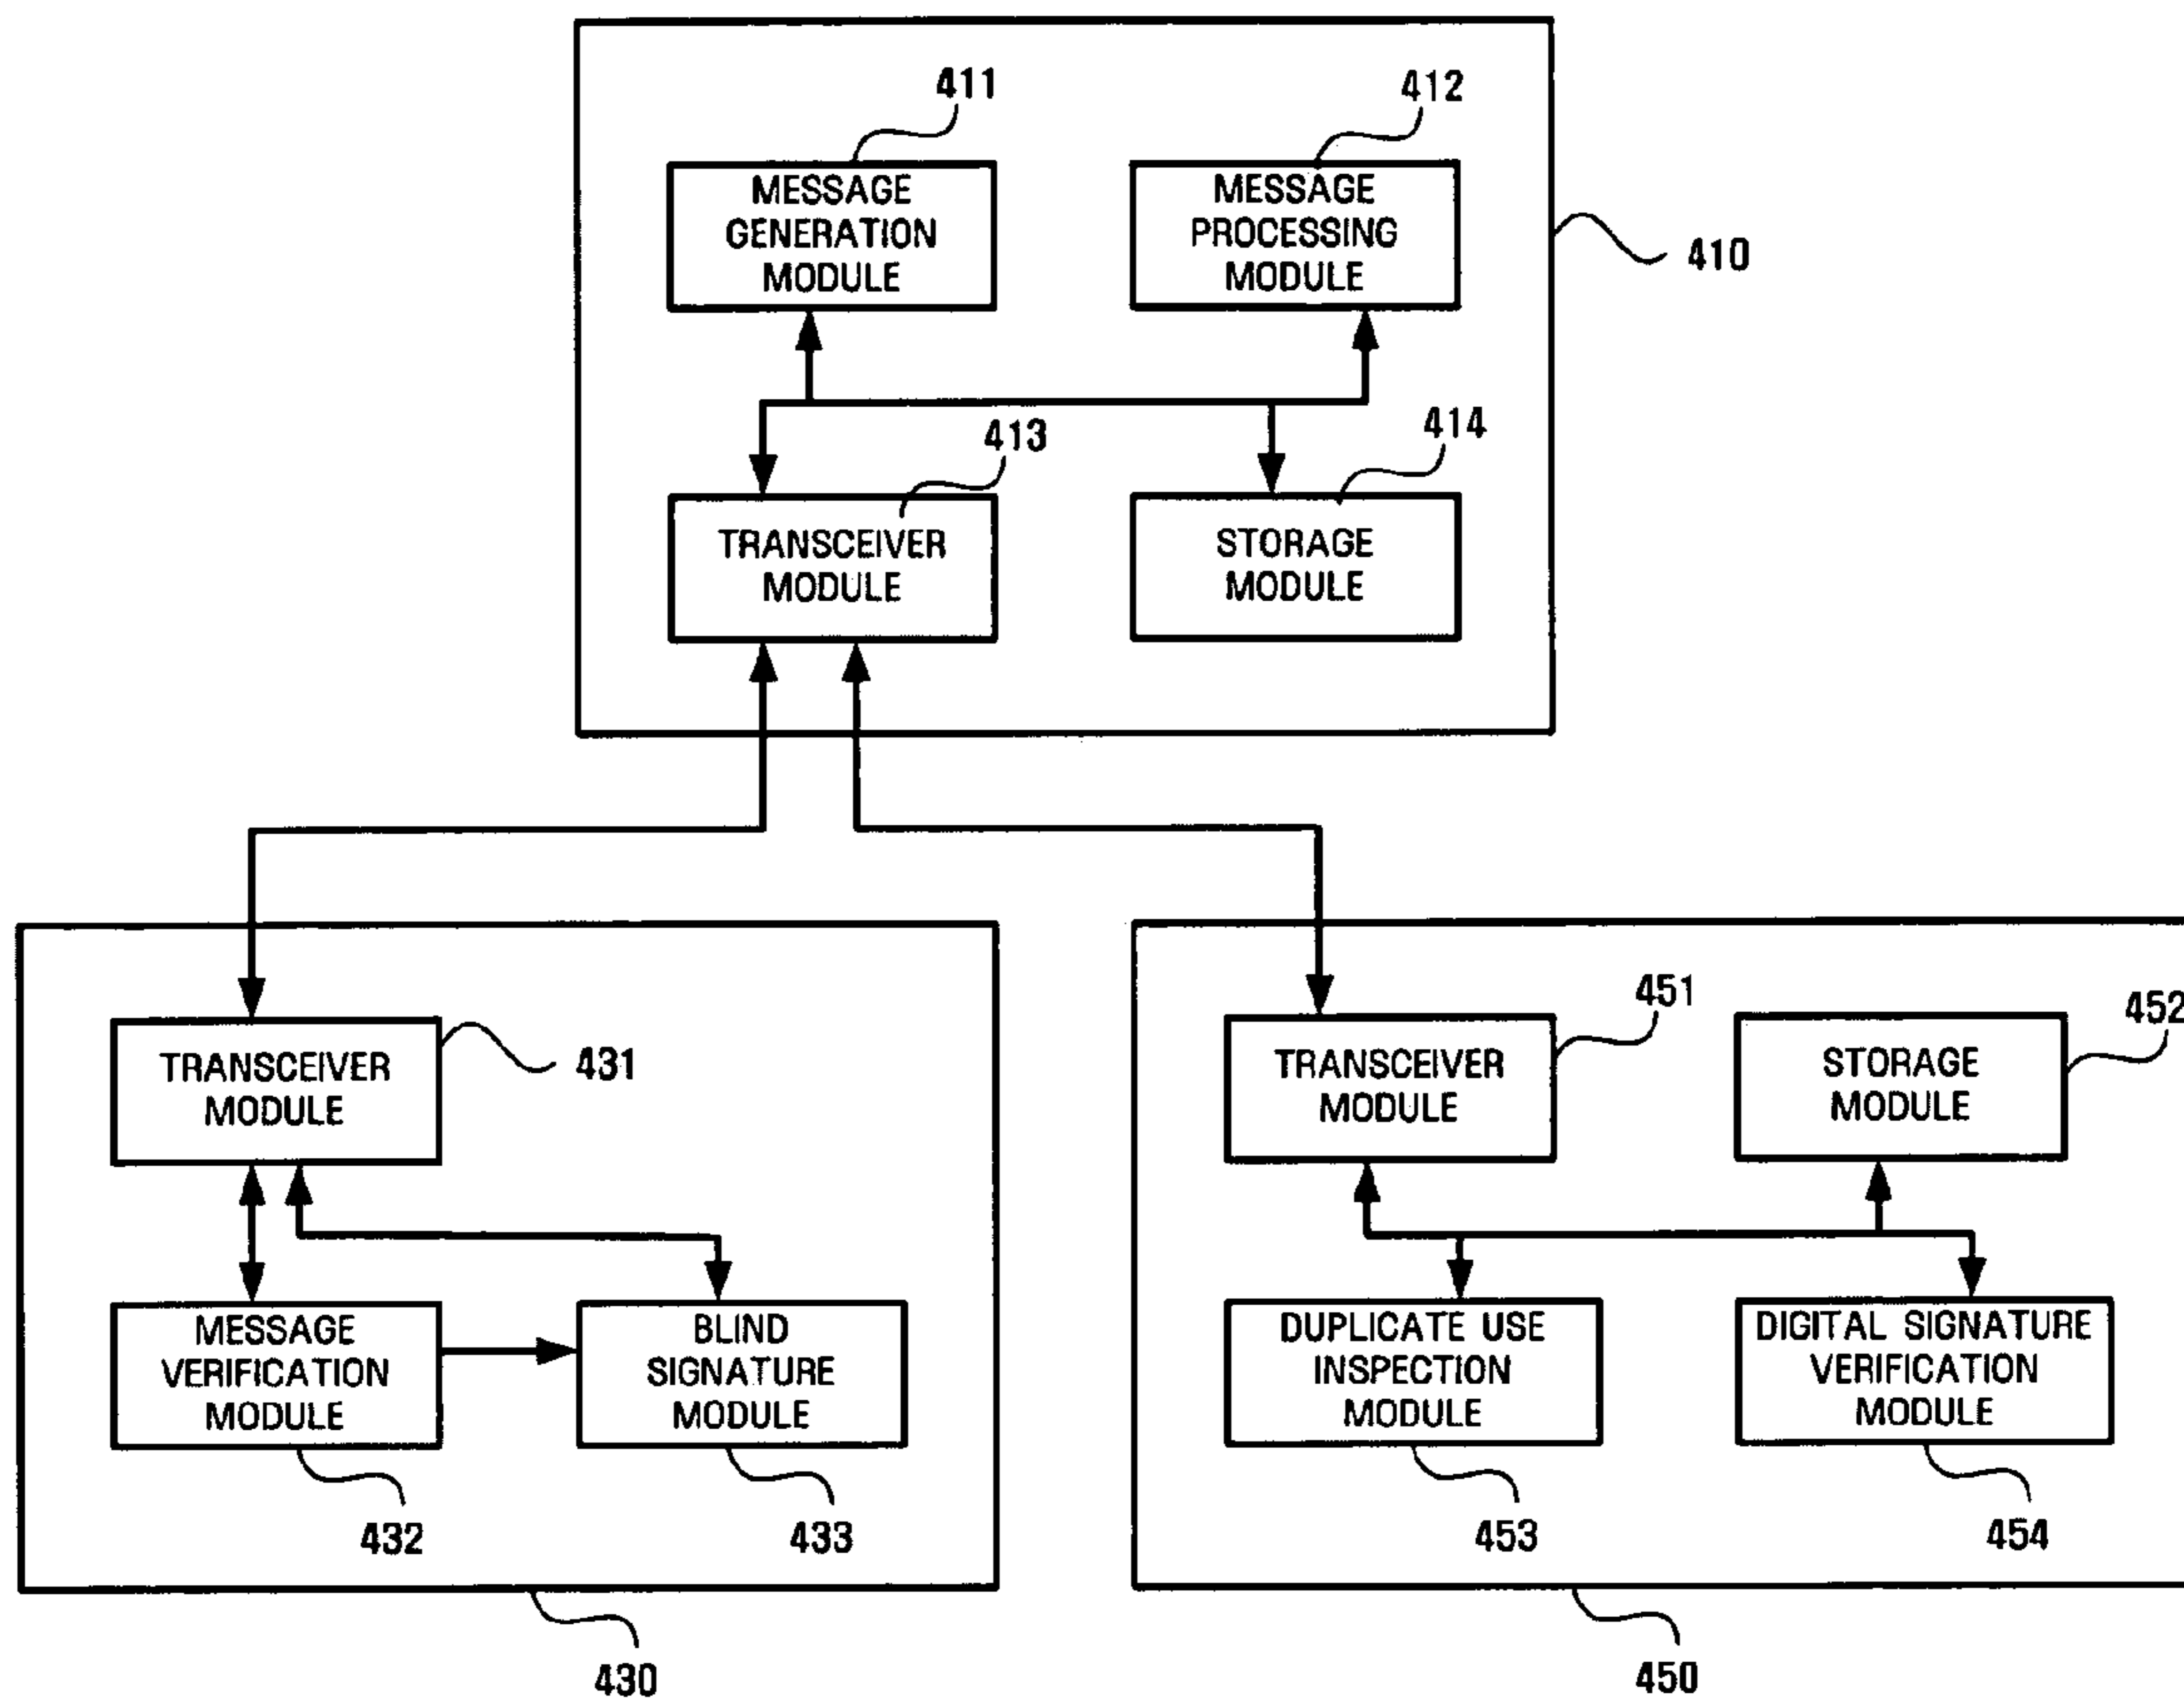 411
412
MESSAGE
GENERATION
MODULE
MESSAGE
PROCESSING
MODULE
410
413
414
TRANSCEIVER
MODULE
STORAGE
MODULE
451
452
TRANSCEIVER
MODULE
431
TRANSCEIVER
MODULE
STORAGE
MODULE
MESSAGE
VERIFICATION
MODULE
BLIND
SIGNATURE
MODULE
DUPLICATE USE
INSPECTION
MODULE
DIGITAL SIGNATURE
VERIFICATION
MODULE
432
433
453
454
430
450